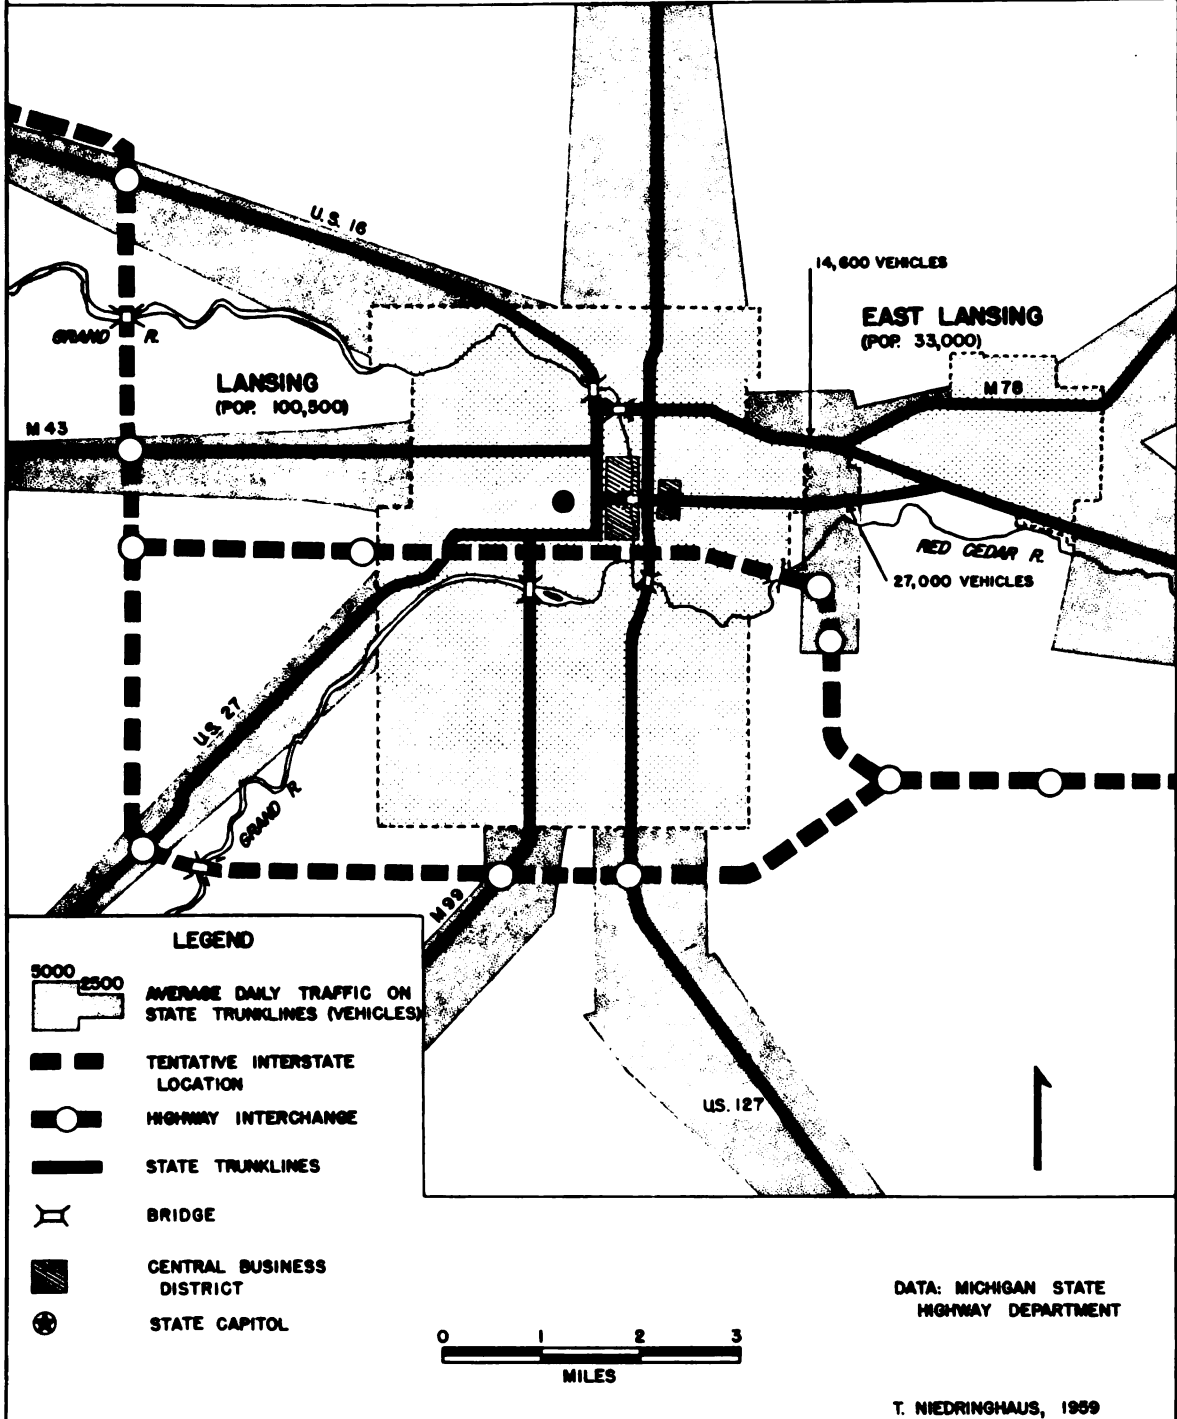 U.S. 16
14,600 VEHICLES
EAST LANSING
(POP. 33,000)
GRAND R.
LANSING
(POP. 100,500)
M 78
M 43
RED CEDAR R.
27,000 VEHICLES
U.S. 27
GRAND R.
M 99
U.S. 127
LEGEND
5000
2500
AVERAGE DAILY TRAFFIC ON
STATE TRUNKLINES (VEHICLES)
TENTATIVE INTERSTATE
LOCATION
HIGHWAY INTERCHANGE
STATE TRUNKLINES
BRIDGE
CENTRAL BUSINESS
DISTRICT
STATE CAPITOL
DATA: MICHIGAN STATE
HIGHWAY DEPARTMENT
0 1 2 3
MILES
T. NIEDRINGHAUS, 1959